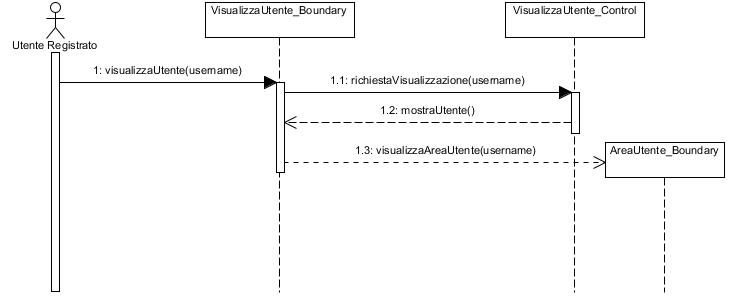 VisualizzaUtente_Boundary
VisualizzaUtente_Control
Utente Registrato
1: visualizzaUtente(username)
1.1: richiestaVisualizzazione(username)
1.2: mostraUtente()
1.3: visualizzaAreaUtente(username)
AreaUtente_Boundary